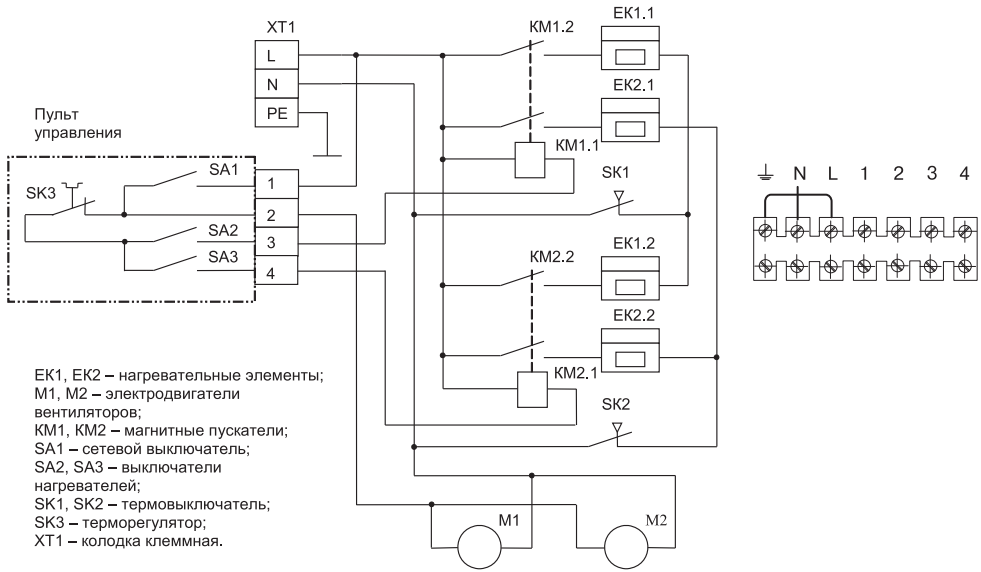 XT1
L
N
PE
KM1.2
EK1.1
EK2.1
KM1.1
SK1
Пульт
управления
SK3
SA1
SA2
SA3
1
2
3
4
KM2.2
EK1.2
EK2.2
KM2.1
SK2
M1
M2
N L 1 2 3 4
EK1, EK2 – нагревательные элементы;
M1, M2 – электродвигатели
вентиляторов;
KM1, KM2 – магнитные пускатели;
SA1 – сетевой выключатель;
SA2, SA3 – выключатели
нагревателей;
SK1, SK2 – термовыключатель;
SK3 – терморегулятор;
XT1 – колодка клеммная.